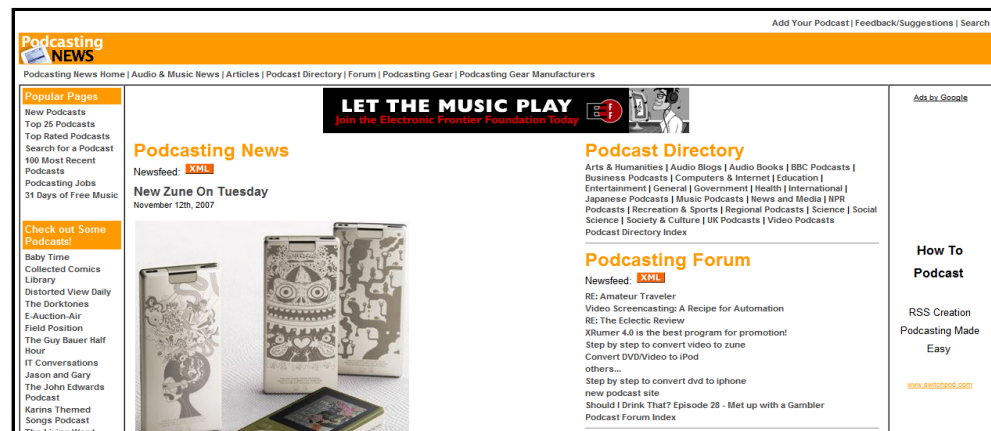 Add Your Podcast | Feedback/Suggestions | Search
Podcasting
NEWS
Podcasting News Home | Audio & Music News | Articles | Podcast Directory | Forum | Podcasting Gear | Podcasting Gear Manufacturers
Popular Pages
New Podcasts
Top 25 Podcasts
Top Rated Podcasts
Search for a Podcast
100 Most Recent
Podcasts
Podcasting Jobs
31 Days of Free Music
Check out Some
Podcasts!
Baby Time
Collected Comics
Library
Distorted View Daily
The Dorktones
E-Auction-Air
Field Position
The Guy Bauer Half
Hour
IT Conversations
Jason and Gary
The John Edwards
Podcast
Karins Themed
Songs Podcast
The Living Word
LET THE MUSIC PLAY
Join the Electronic Frontier Foundation Today
EFF
Podcasting News
Newsfeed: XML
New Zune On Tuesday
November 12th, 2007
Podcast Directory
Arts & Humanities | Audio Blogs | Audio Books | BBC Podcasts |
Business Podcasts | Computers & Internet | Education |
Entertainment | General | Government | Health | International |
Japanese Podcasts | Music Podcasts | News and Media | NPR
Podcasts | Recreation & Sports | Regional Podcasts | Science | Social
Science | Society & Culture | UK Podcasts | Video Podcasts
Podcast Directory Index
Podcasting Forum
Newsfeed: XML
RE: Amateur Traveler
Video Screencasting: A Recipe for Automation
RE: The Eclectic Review
XRumer 4.0 is the best program for promotion!
Step by step to convert video to zune
Convert DVD/Video to iPod
others...
Step by step to convert dvd to iphone
new podcast site
Should I Drink That? Episode 28 - Met up with a Gambler
Podcast Forum Index
Ads by Google
How To
Podcast
RSS Creation
Podcasting Made
Easy
www.switchpod.com